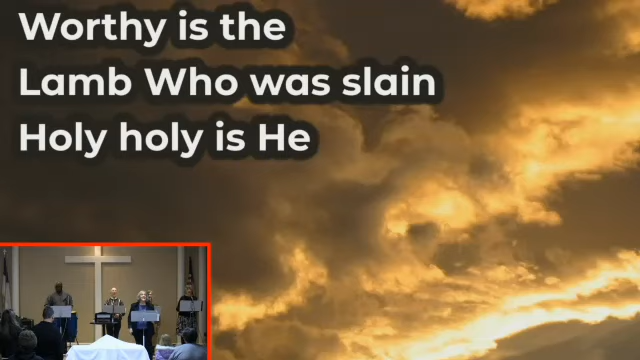 Worthy is the
Lamb Who was slain
Holy holy is He